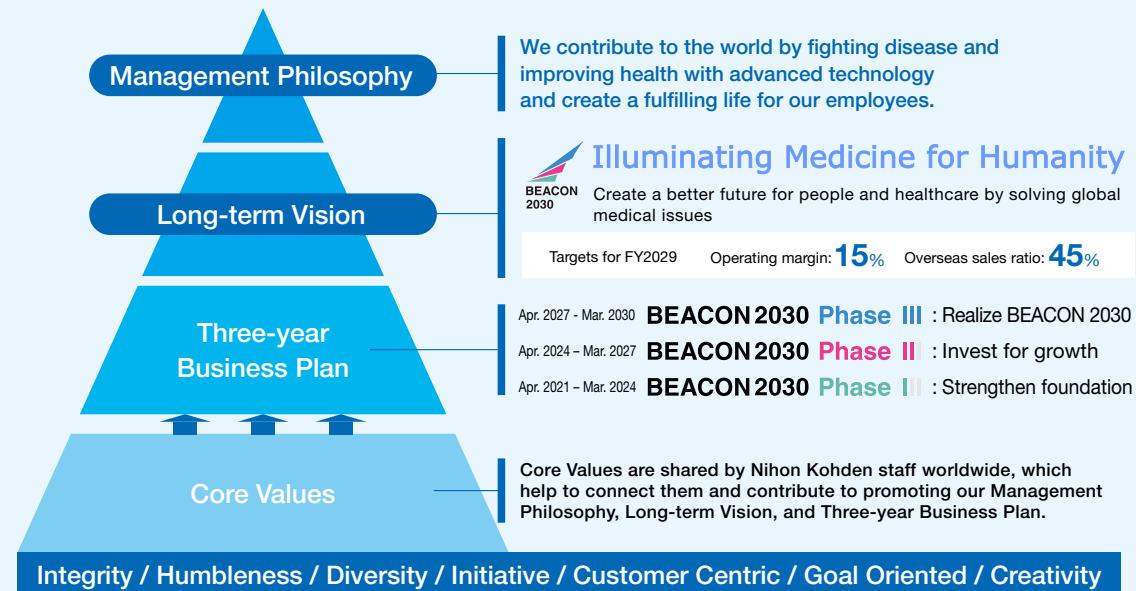 Management Philosophy
We contribute to the world by fighting disease and
improving health with advanced technology
and create a fulfilling life for our employees.
Long-term Vision
BEACON
2030
Illuminating Medicine for Humanity
Create a better future for people and healthcare by solving global
medical issues
Targets for FY2029 Operating margin: 15% Overseas sales ratio: 45%
Three-year
Business Plan
Apr. 2027 - Mar. 2030 BEACON 2030 Phase III : Realize BEACON 2030
Apr. 2024 – Mar. 2027 BEACON 2030 Phase II : Invest for growth
Apr. 2021 – Mar. 2024 BEACON 2030 Phase I : Strengthen foundation
Core Values
Core Values are shared by Nihon Kohden staff worldwide, which
help to connect them and contribute to promoting our Management
Philosophy, Long-term Vision, and Three-year Business Plan.
Integrity / Humbleness / Diversity / Initiative / Customer Centric / Goal Oriented / Creativity